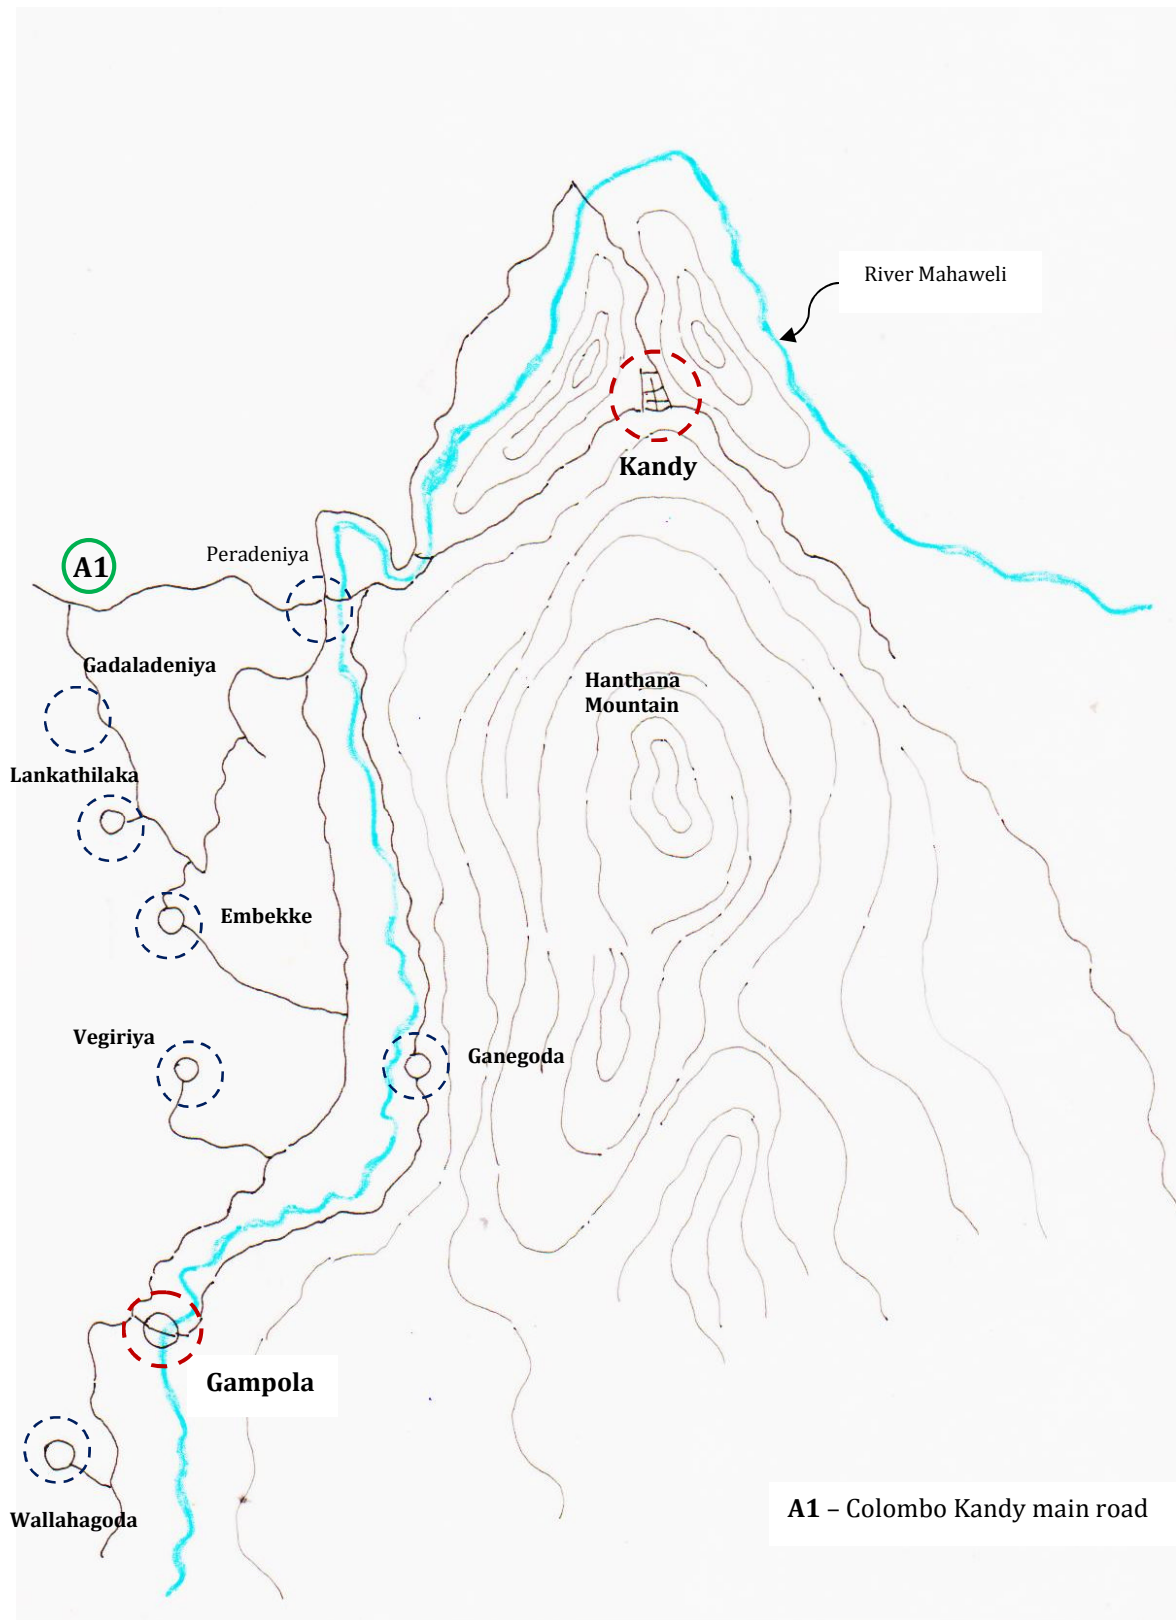 River Mahaweli
Kandy
Peradeniya
A1
Gadaladeniya
Hanthana
Mountain
Lankathilaka
Embekke
Vegiriya
Ganegoda
Gampola
A1 – Colombo Kandy main road
Wallahagoda